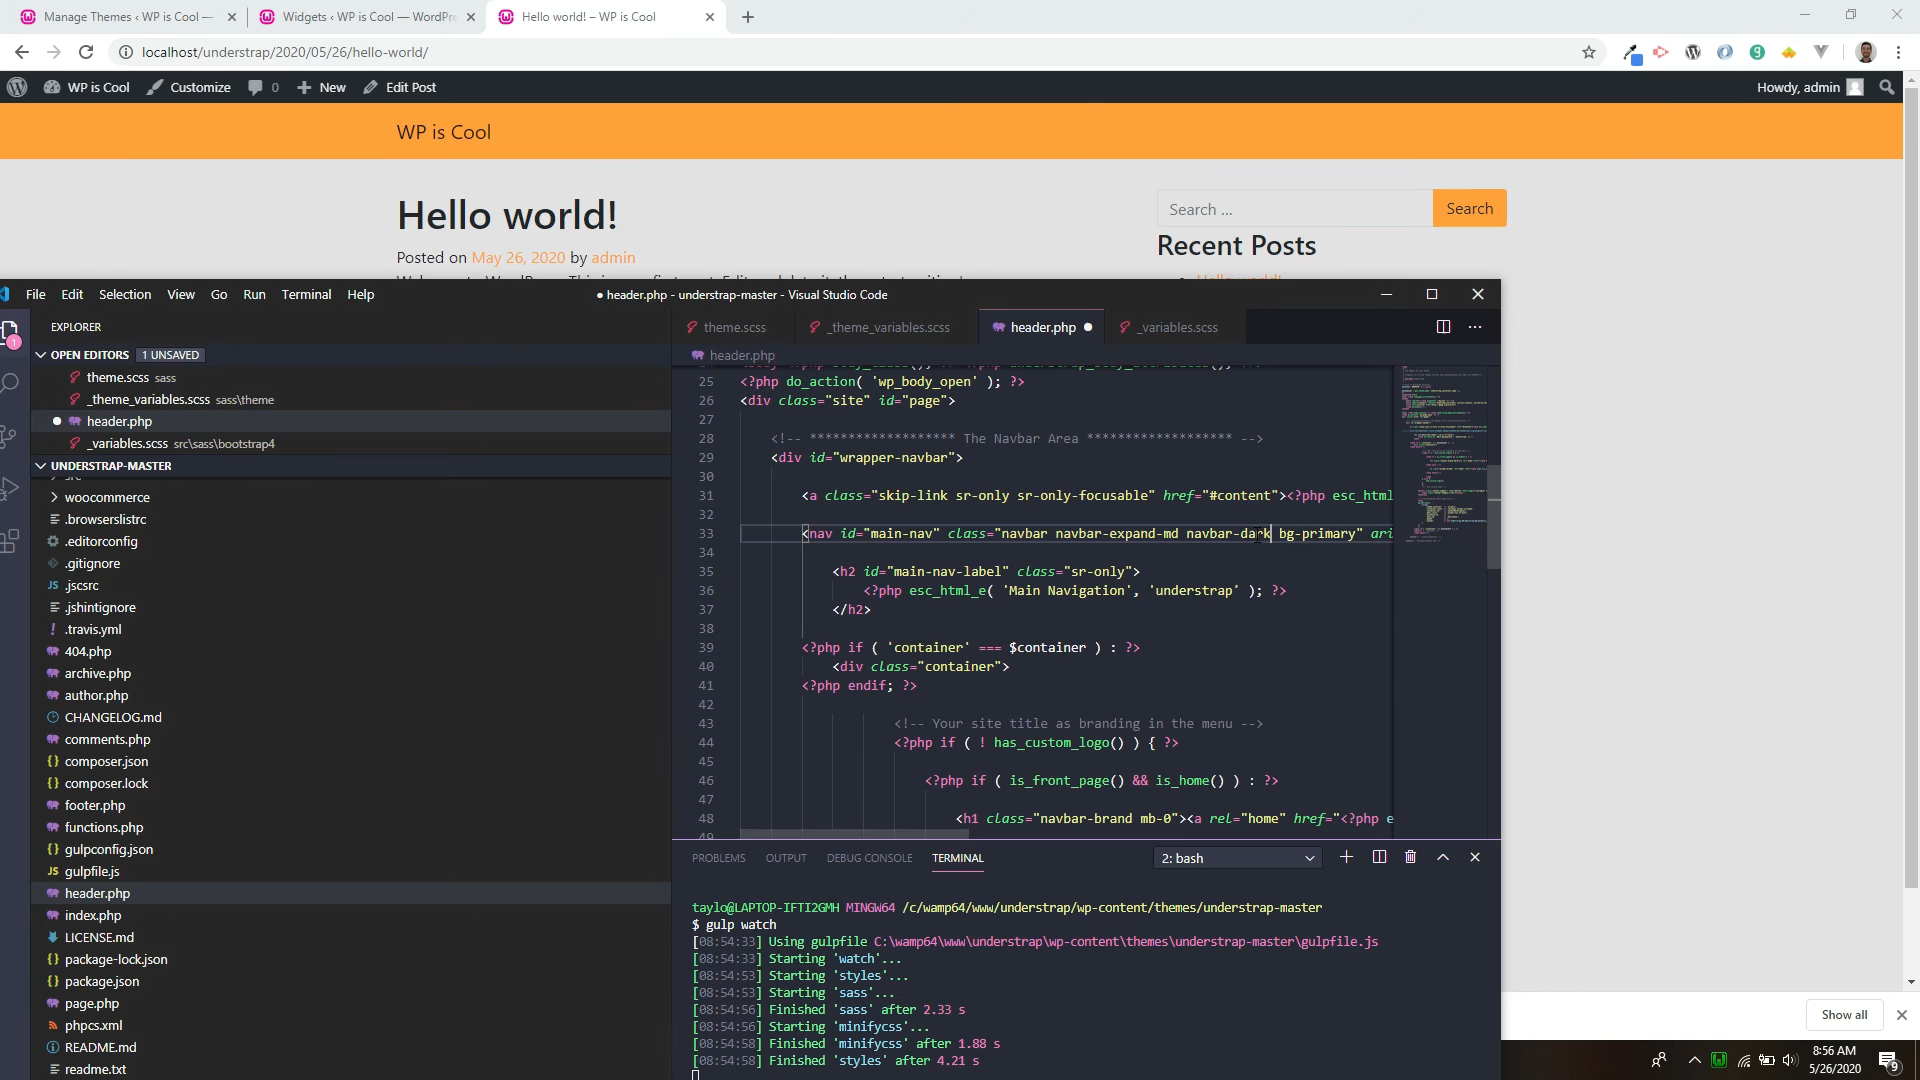 Manage Themes ‹ WP is Cool —
Widgets ‹ WP is Cool — WordPre
Hello world! – WP is Cool
localhost/understrap/2020/05/26/hello-world/
WP is Cool
Customize
0
New
Edit Post
Howdy, admin
WP is Cool
Hello world!
Posted on May 26, 2020 by admin
Search ...
Search
Recent Posts
File Edit Selection View Go Run Terminal Help
● header.php - understrap-master - Visual Studio Code
EXPLORER
OPEN EDITORS 1 UNSAVED
theme.scss sass
_theme_variables.scss sass\theme
header.php
_variables.scss src\sass\bootstrap4
UNDERSTRAP-MASTER
src
woocommerce
.browserslistrc
.editorconfig
.gitignore
JS .jscsrc
.jshintignore
! .travis.yml
404.php
archive.php
author.php
CHANGELOG.md
comments.php
{} composer.json
{} composer.lock
footer.php
functions.php
{} gulpconfig.json
JS gulpfile.js
header.php
index.php
LICENSE.md
{} package-lock.json
{} package.json
page.php
phpcs.xml
README.md
readme.txt
1
theme.scss
_theme_variables.scss
header.php
_variables.scss
header.php
25 <?php do_action( 'wp_body_open' ); ?>
26 <div class="site" id="page">
27
28 <!-- ******************* The Navbar Area ******************* -->
29 <div id="wrapper-navbar">
30
31 <a class="skip-link sr-only sr-only-focusable" href="#content"><?php esc_html
32
33 <nav id="main-nav" class="navbar navbar-expand-md navbar-dark bg-primary" ari
34
35 <h2 id="main-nav-label" class="sr-only">
36 <?php esc_html_e( 'Main Navigation', 'understrap' ); ?>
37 </h2>
38
39 <?php if ( 'container' === $container ) : ?>
40 <div class="container">
41 <?php endif; ?>
42
43 <!-- Your site title as branding in the menu -->
44 <?php if ( ! has_custom_logo() ) { ?>
45
46 <?php if ( is_front_page() && is_home() ) : ?>
47
48 <h1 class="navbar-brand mb-0"><a rel="home" href="<?php e
49
PROBLEMS OUTPUT DEBUG CONSOLE TERMINAL
2: bash
taylo@LAPTOP-IFTI2GMH MINGW64 /c/wamp64/www/understrap/wp-content/themes/understrap-master
$ gulp watch
[08:54:33] Using gulpfile C:\wamp64\www\understrap\wp-content\themes\understrap-master\gulpfile.js
[08:54:33] Starting 'watch'...
[08:54:53] Starting 'styles'...
[08:54:53] Starting 'sass'...
[08:54:56] Finished 'sass' after 2.33 s
[08:54:56] Starting 'minifycss'...
[08:54:58] Finished 'minifycss' after 1.88 s
[08:54:58] Finished 'styles' after 4.21 s
Show all
8:56 AM
5/26/2020
9